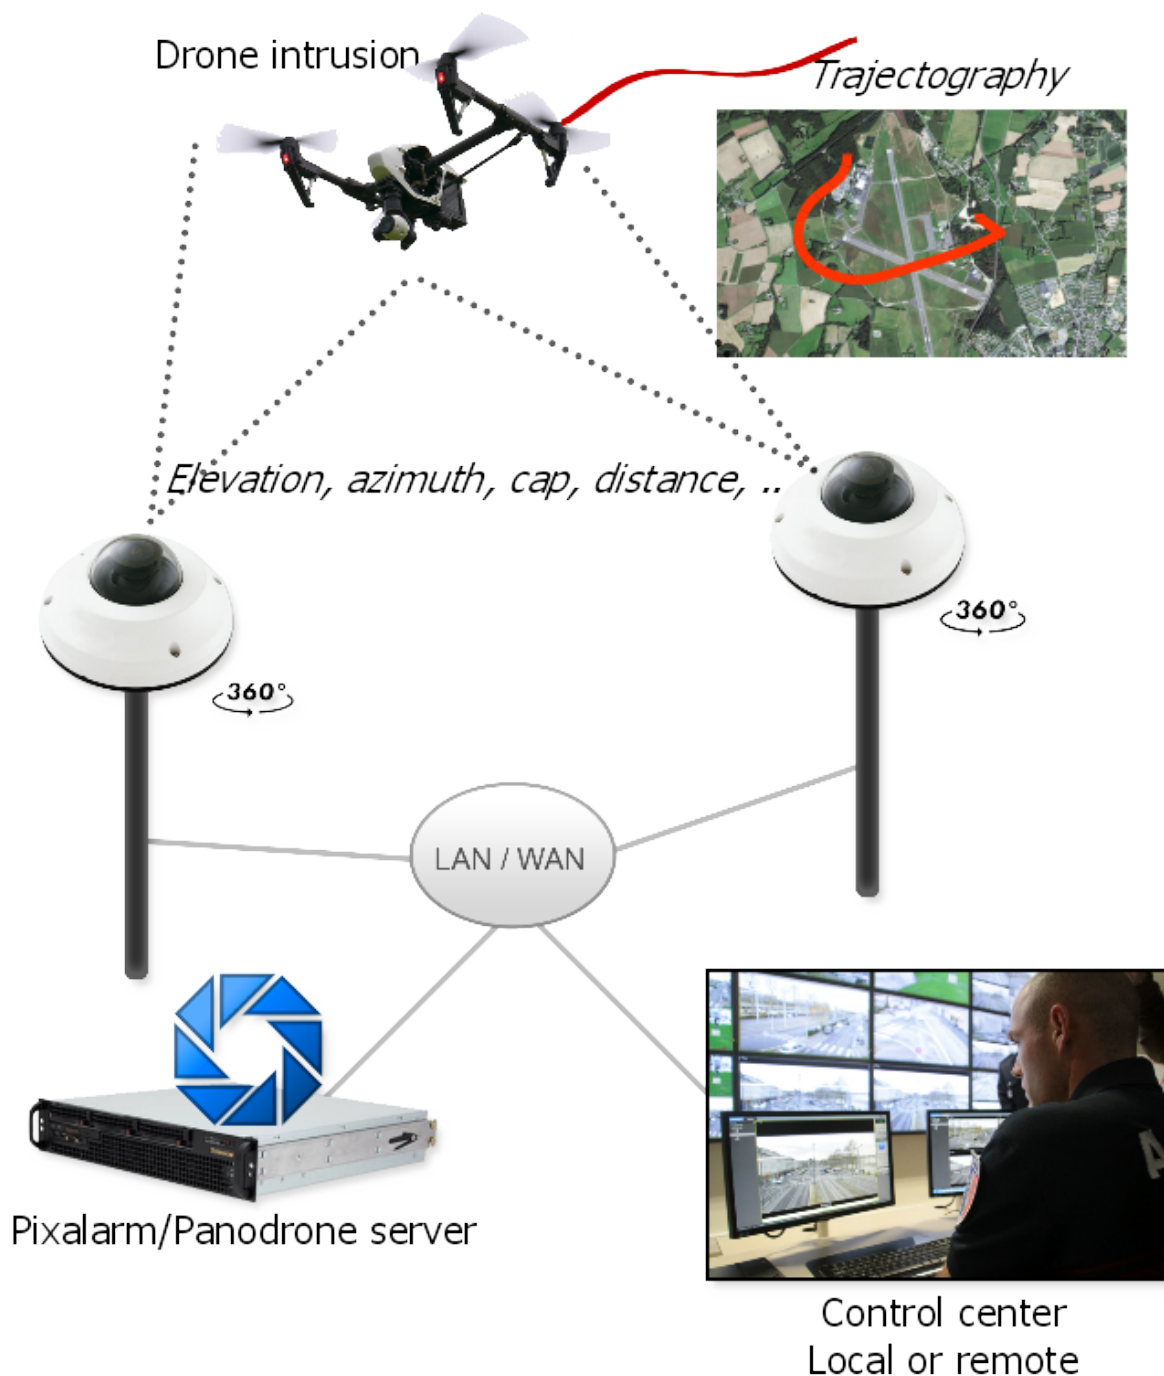 Drone intrusion
Trajectography
Elevation, azimuth, cap, distance, ..
360°
360°
LAN / WAN
Pixalarm/Panodrone server
Control center
Local or remote